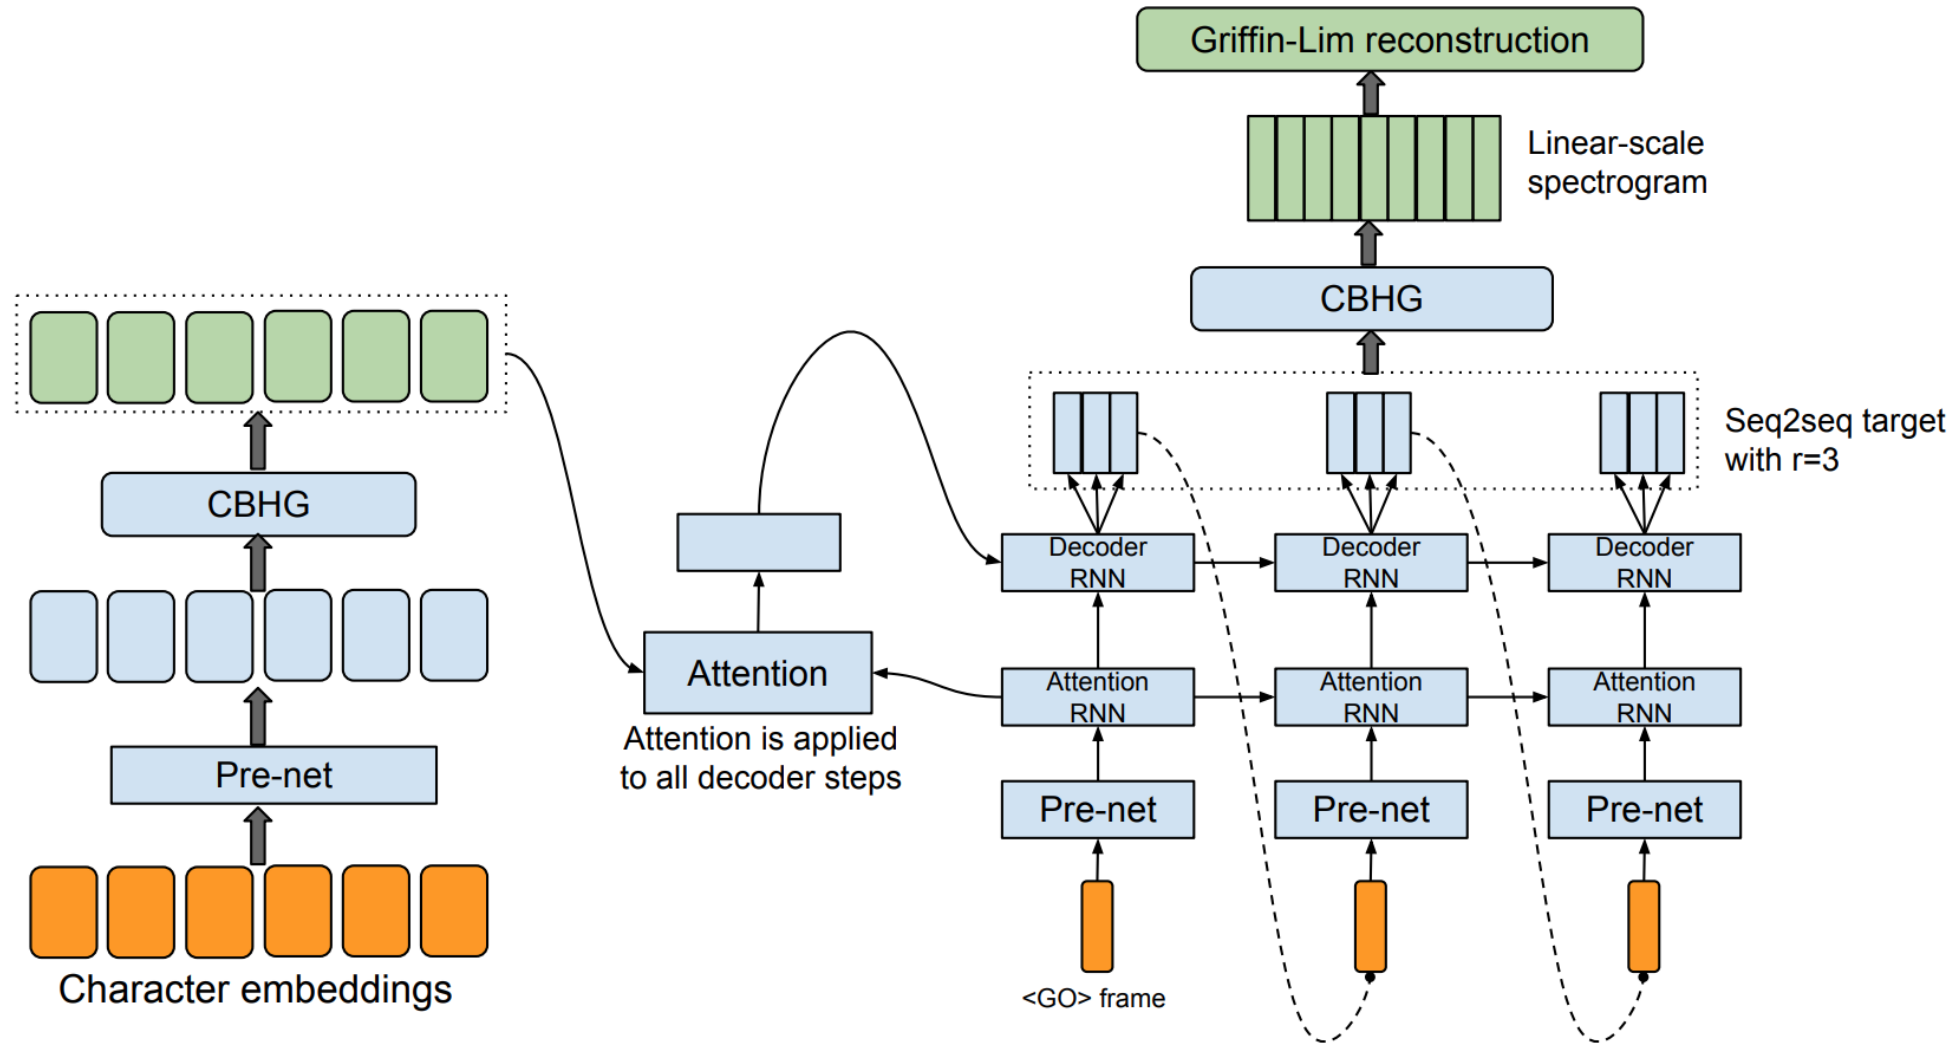 Griffin-Lim reconstruction
Linear-scale
spectrogram
CBHG
Seq2seq target
with r=3
CBHG
Pre-net
Character embeddings
Attention
Attention is applied
to all decoder steps
Decoder
RNN
Decoder
RNN
Decoder
RNN
Attention
RNN
Attention
RNN
Attention
RNN
Pre-net
Pre-net
Pre-net
<GO> frame